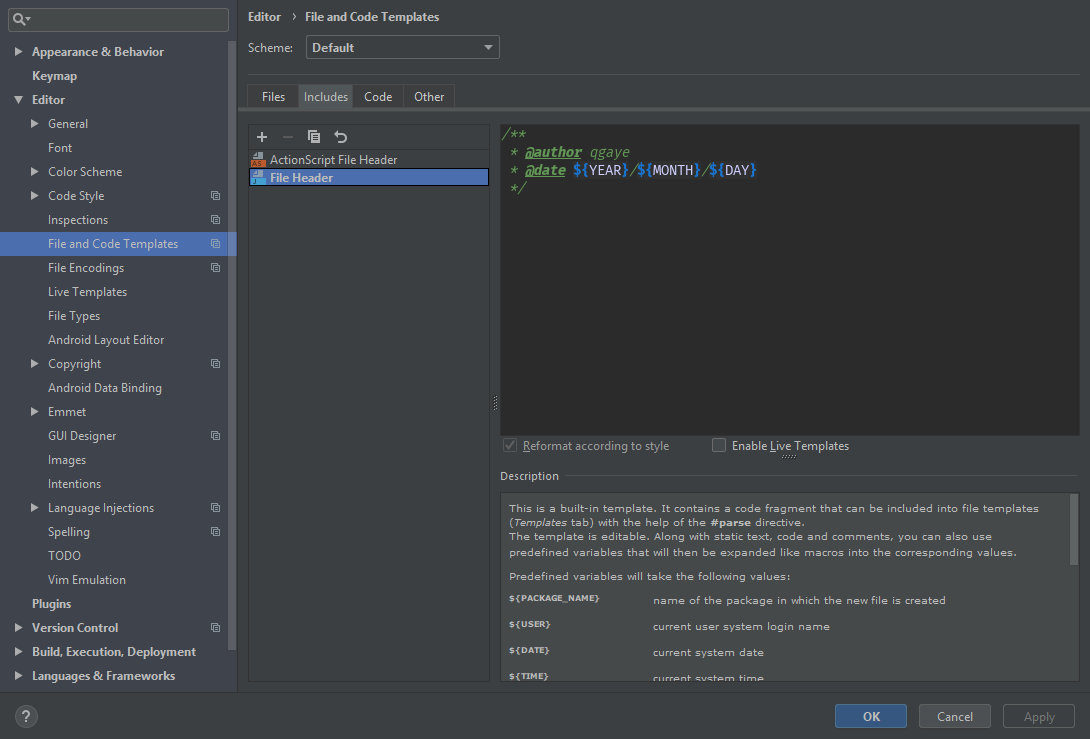 Appearance & Behavior
Keymap
Editor
General
Font
Color Scheme
Code Style
Inspections
File and Code Templates
File Encodings
Live Templates
File Types
Android Layout Editor
Copyright
Android Data Binding
Emmet
GUI Designer
Images
Intentions
Language Injections
Spelling
TODO
Vim Emulation
Plugins
Version Control
Build, Execution, Deployment
Languages & Frameworks
Editor › File and Code Templates
Scheme: Default
Files Includes Code Other
ActionScript File Header
File Header
/**
* @author qgaye
* @date ${YEAR}/${MONTH}/${DAY}
*/
Reformat according to style Enable Live Templates
Description
This is a built-in template. It contains a code fragment that can be included into file templates
(Templates tab) with the help of the #parse directive.
The template is editable. Along with static text, code and comments, you can also use
predefined variables that will then be expanded like macros into the corresponding values.
Predefined variables will take the following values:
${PACKAGE_NAME} name of the package in which the new file is created
${USER} current user system login name
${DATE} current system date
${TIME} current system time
? OK Cancel Apply